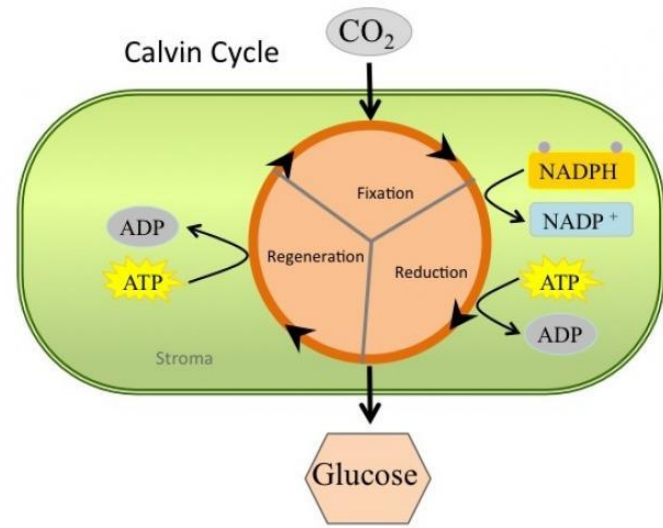 CO₂
Calvin Cycle
NADPH
Fixation
NADP⁺
ADP
Regeneration
Reduction
ATP
ATP
ADP
Stroma
Glucose